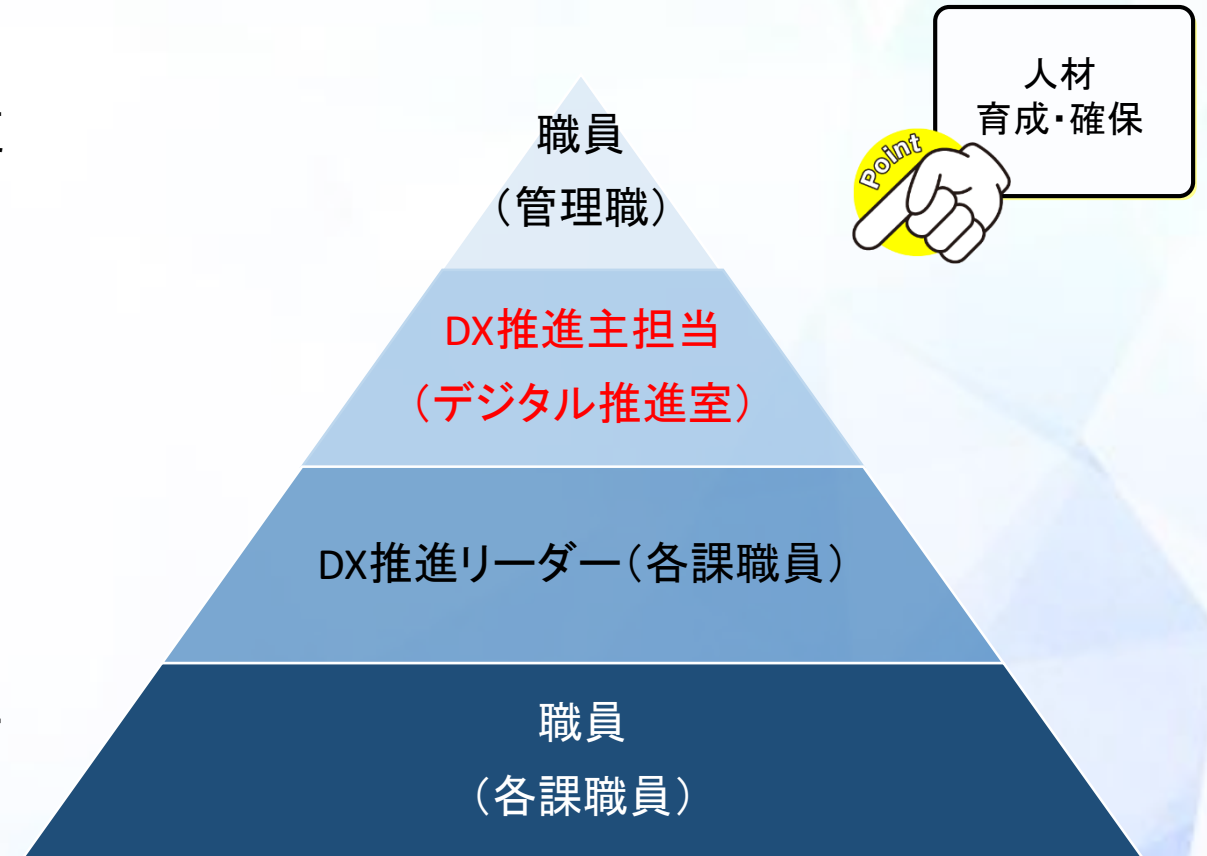 人材
育成・確保
Point
職員
（管理職）
DX推進主担当
（デジタル推進室）
DX推進リーダー（各課職員）
職員
（各課職員）